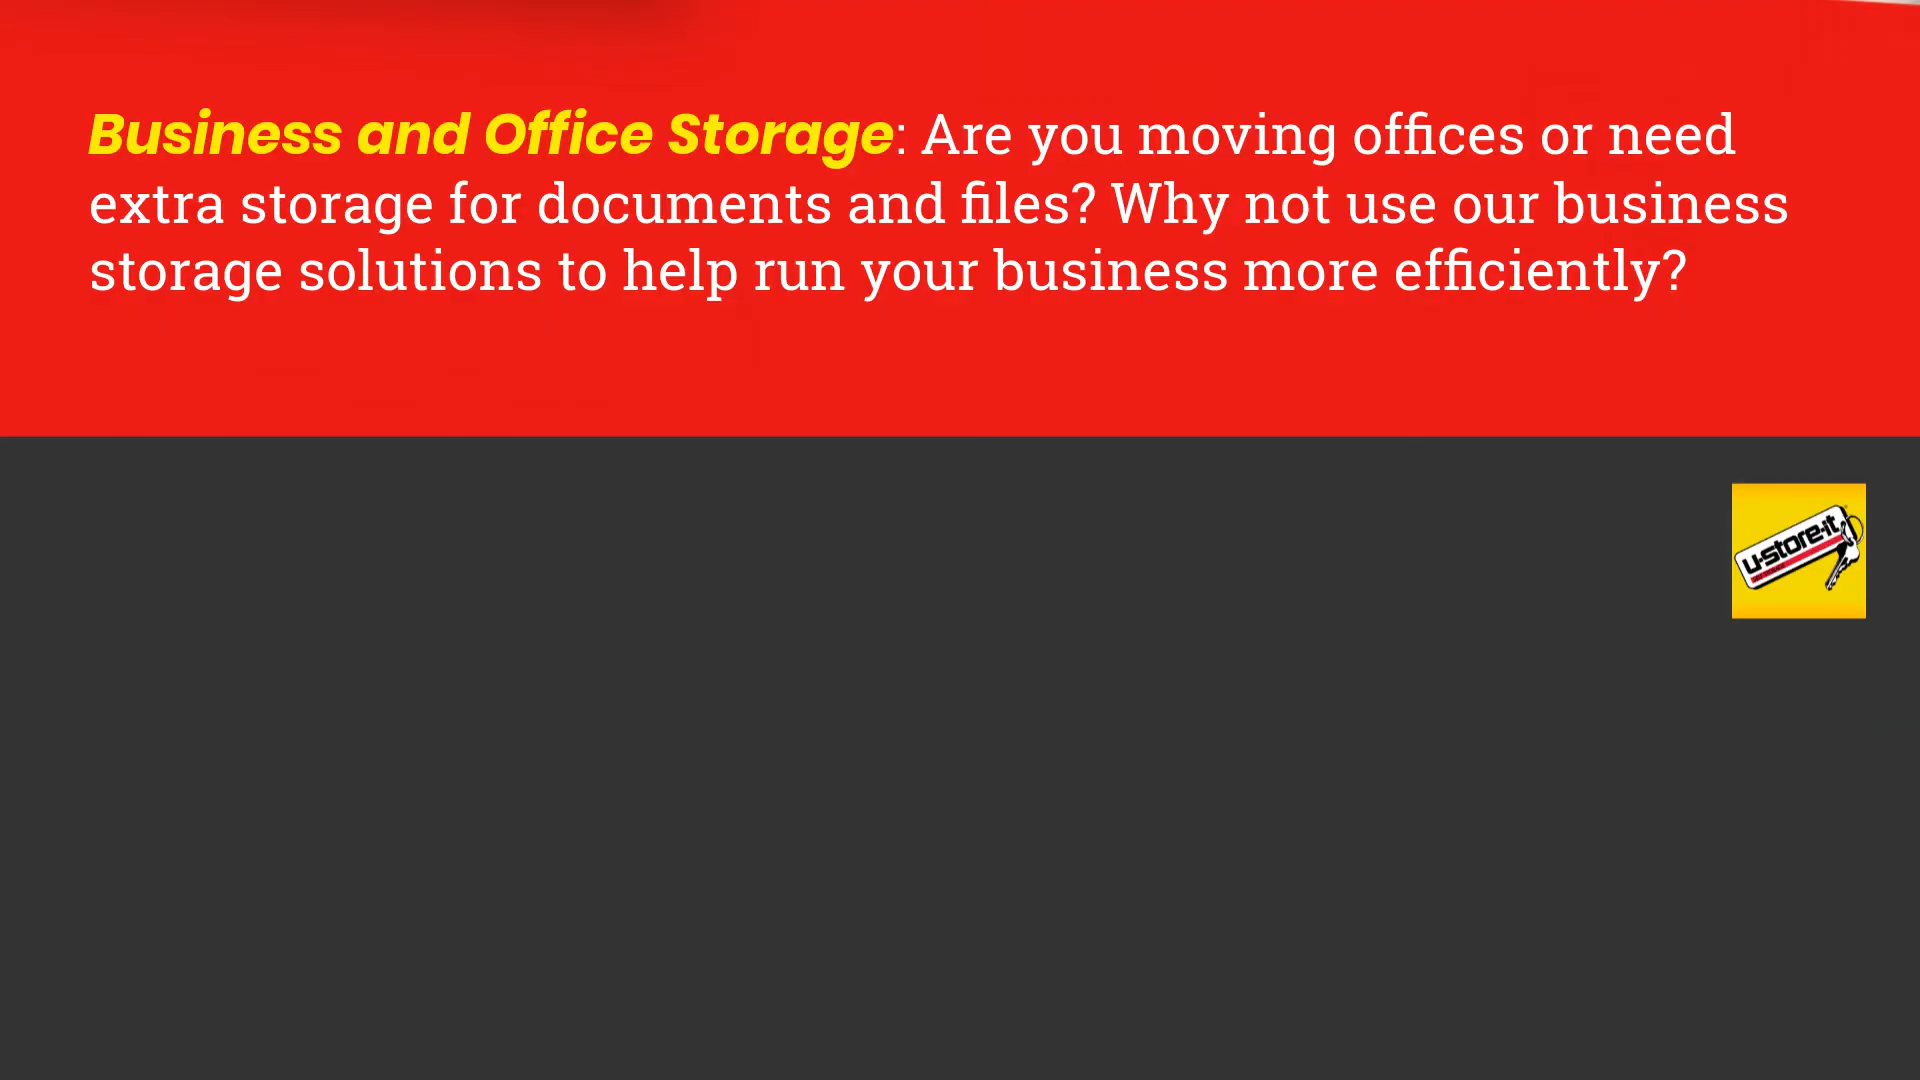 Business and Office Storage: Are you moving offices or need
extra storage for documents and files? Why not use our business
storage solutions to help run your business more efficiently?
u-store-it